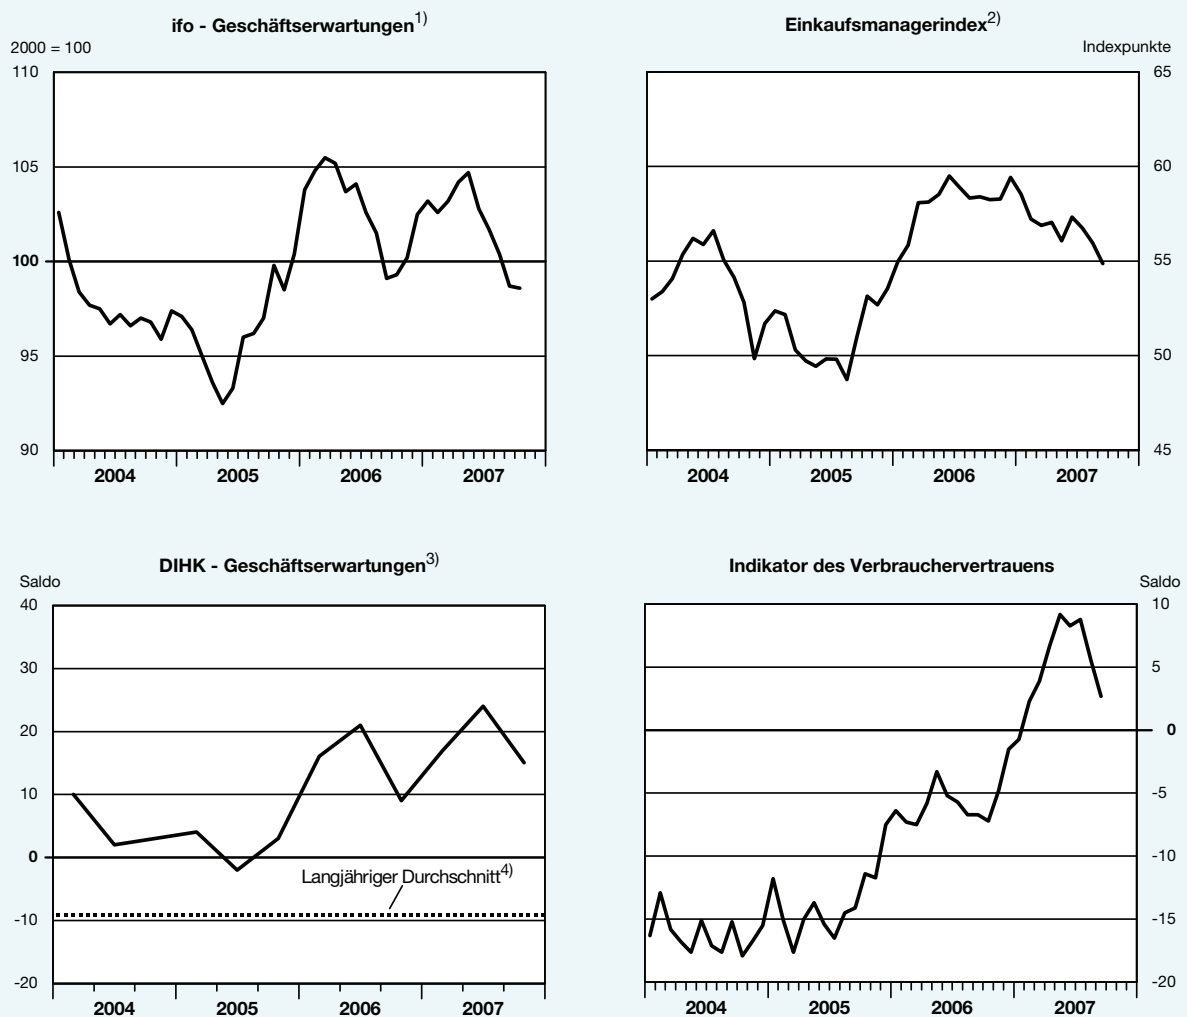 ifo - Geschäftserwartungen1)
2000 = 100
110
105
100
95
90
2004 2005 2006 2007
Einkaufsmanagerindex2)
Indexpunkte
65
60
55
50
45
2004 2005 2006 2007
DIHK - Geschäftserwartungen3)
Saldo
40
30
20
10
0
-10
-20
Langjähriger Durchschnitt4)
2004 2005 2006 2007
Indikator des Verbrauchervertrauens
Saldo
10
5
0
-5
-10
-15
-20
2004 2005 2006 2007